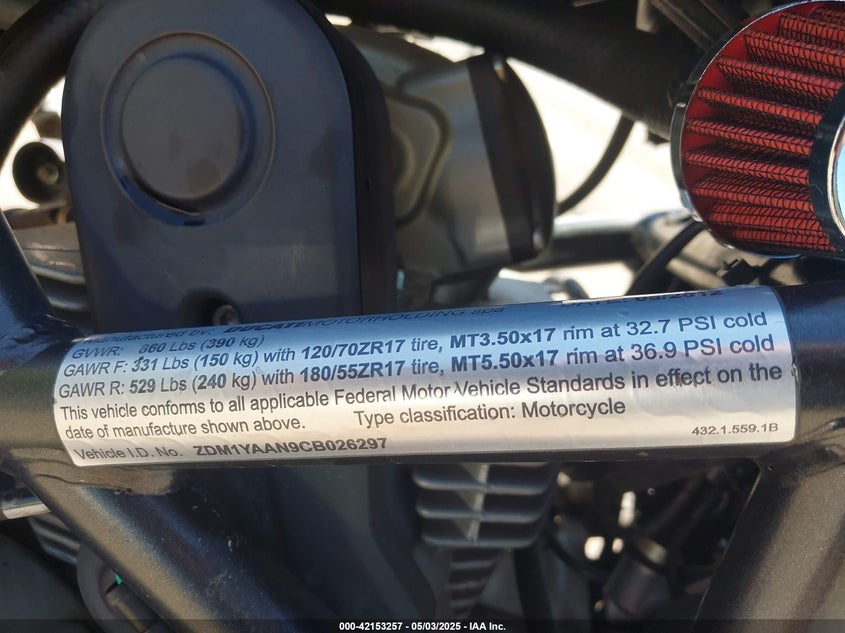 Manufactured by: DUCATIMOTORHOLDING spa
GVWR: 860 Lbs (390 kg)
GAWR F: 331 Lbs (150 kg) with 120/70ZR17 tire, MT3.50x17 rim at 32.7 PSI cold
GAWR R: 529 Lbs (240 kg) with 180/55ZR17 tire, MT5.50x17 rim at 36.9 PSI cold
This vehicle conforms to all applicable Federal Motor Vehicle Standards in effect on the
date of manufacture shown above. Type classification: Motorcycle
Vehicle I.D. No. ZDM1YAAN9CB026297
432.1.559.1B
000-42153257 - 05/03/2025 - IAA Inc.